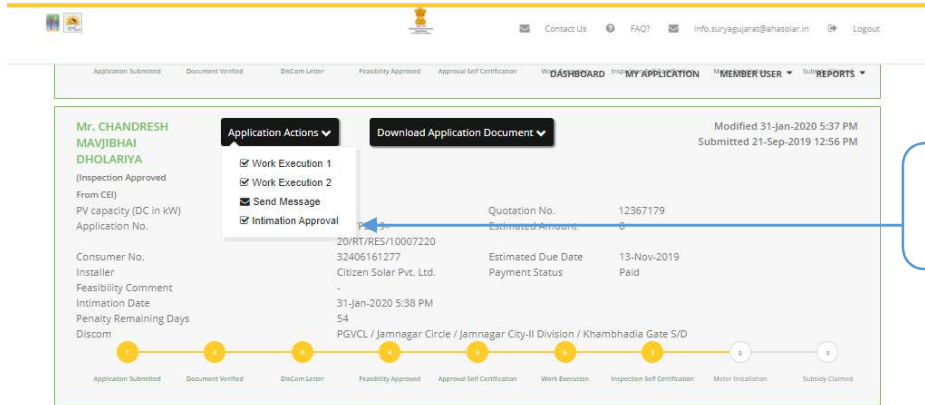 Contact Us FAQ? info.suryagujarat@ahasolar.in Logout
DASHBOARD MY APPLICATION MEMBER USER REPORTS
Application Submitted Document Verified DisCom Letter Feasibility Approved Approval Self Certification
Mr. CHANDRESH MAVJIBHAI DHOLARIYA
(Inspection Approved From CEI)
Application Actions
Download Application Document
Modified 31-Jan-2020 5:37 PM
Submitted 21-Sep-2019 12:56 PM
Work Execution 1
Work Execution 2
Send Message
Intimation Approval
PV capacity (DC in kW)
Quotation No. 12367179
Application No.
20/RT/RES/10007220
Estimated Amount
Consumer No. 32406161277 Estimated Due Date 13-Nov-2019
Installer Citizen Solar Pvt. Ltd. Payment Status Paid
Feasibility Comment -
Intimation Date 31-Jan-2020 5:38 PM
Penalty Remaining Days 54
Discom PGVCL / Jamnagar Circle / Jamnagar City-II Division / Khambhadia Gate S/D
1 2 3 4 5 6 7 8 9
Application Submitted Document Verified DisCom Letter Feasibility Approved Approval Self Certification Work Execution Inspection Self Certification Meter Installation Subsidy Claimed